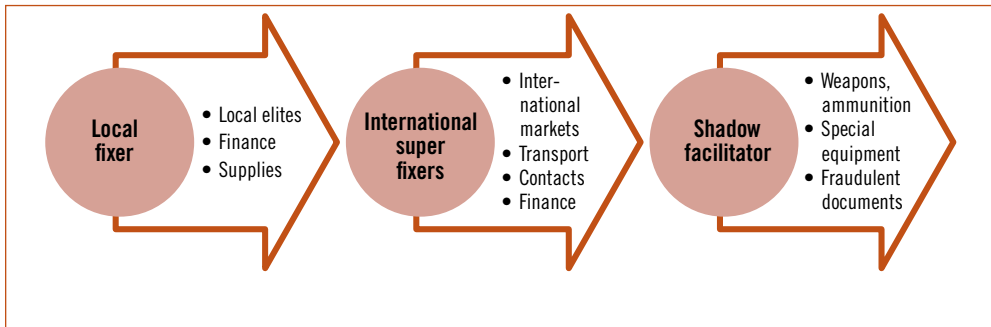 Local
fixer
• Local elites
• Finance
• Supplies
International
super
fixers
• Inter-
national
markets
• Transport
• Contacts
• Finance
Shadow
facilitator
• Weapons,
ammunition
• Special
equipment
• Fraudulent
documents